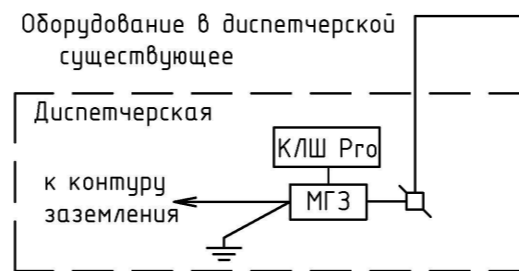 Оборудование в диспетчерской
существующее
Диспетчерская
КЛШ Pro
к контуру
заземления
МГЗ